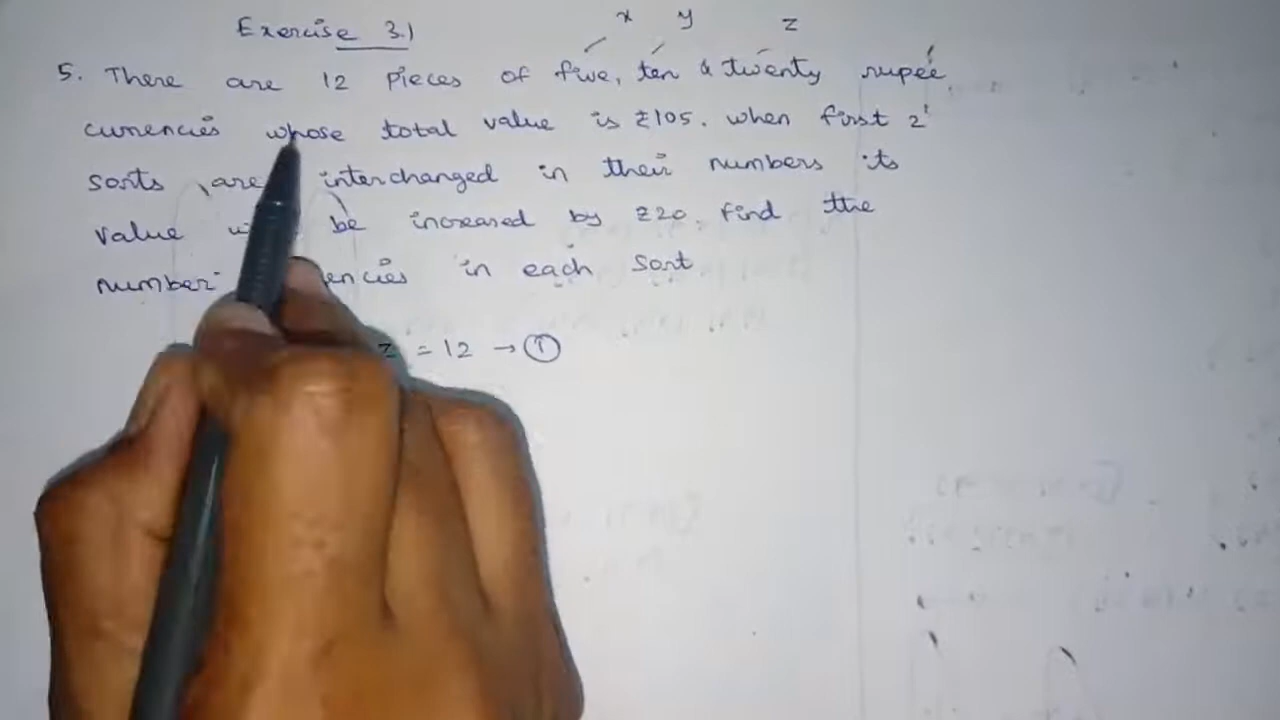 Exercise 3.1
x y z
5. There are 12 pieces of five, ten & twenty rupee
currencies whose total value is ₹105. when first 2
sorts are interchanged in their numbers its
value be increased by ₹20. Find the
number in each sort
z = 12 → ①